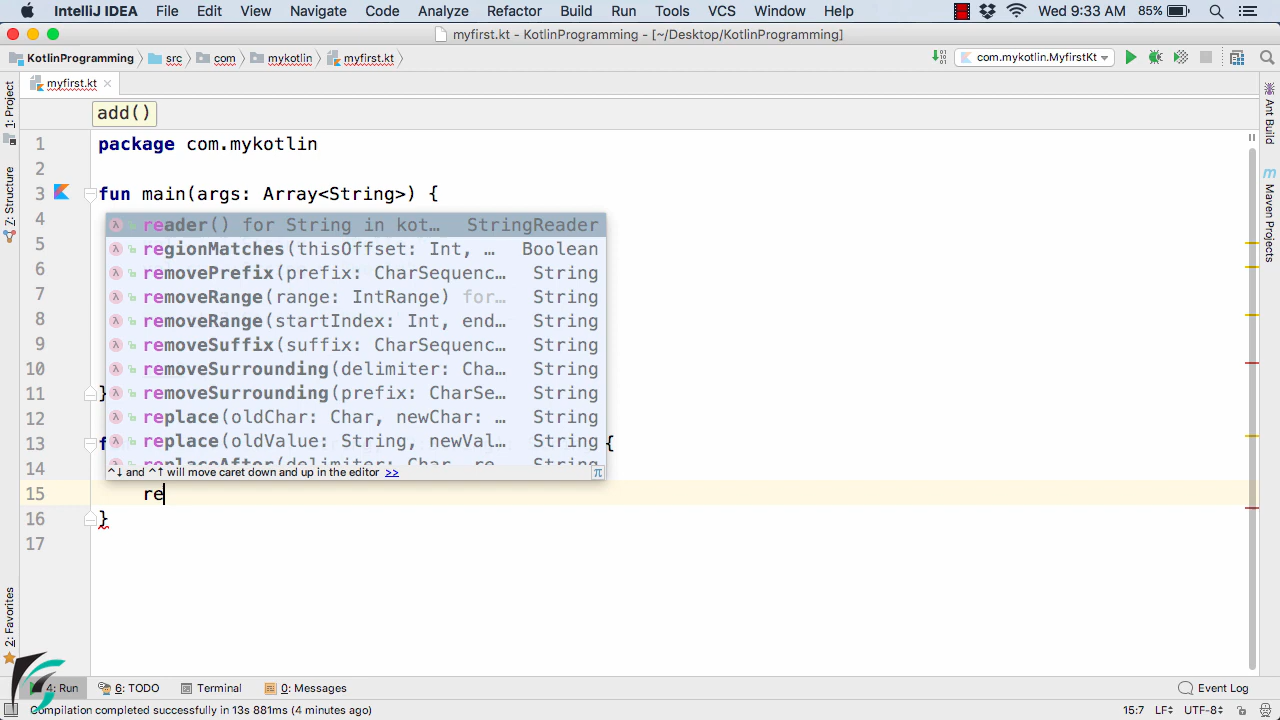 IntelliJ IDEA File Edit View Navigate Code Analyze Refactor Build Run Tools VCS Window Help Wed 9:33 AM 85%
myfirst.kt - KotlinProgramming - [~/Desktop/KotlinProgramming]
KotlinProgramming src com mykotlin myfirst.kt com.mykotlin.MyfirstKt
myfirst.kt
add()
1 package com.mykotlin
2
3 fun main(args: Array<String>) {
4 reader() for String in kot… StringReader
5 regionMatches(thisOffset: Int, … Boolean
6 removePrefix(prefix: CharSequenc… String
7 removeRange(range: IntRange) for… String
8 removeRange(startIndex: Int, end… String
9 removeSuffix(suffix: CharSequenc… String
10 removeSurrounding(delimiter: Cha… String
11 } removeSurrounding(prefix: CharSe… String
12 replace(oldChar: Char, newChar: … String
13 f replace(oldValue: String, newVal… String {
14 replaceAfter(delimiter: Char, re… String
^↓ and ^↑ will move caret down and up in the editor >> π
15 re
16 }
17
1: Project
7: Structure
2: Favorites
Ant Build
m Maven Projects
4: Run 6: TODO Terminal 0: Messages Event Log
Compilation completed successfully in 13s 881ms (4 minutes ago) 15:7 LF÷ UTF-8÷